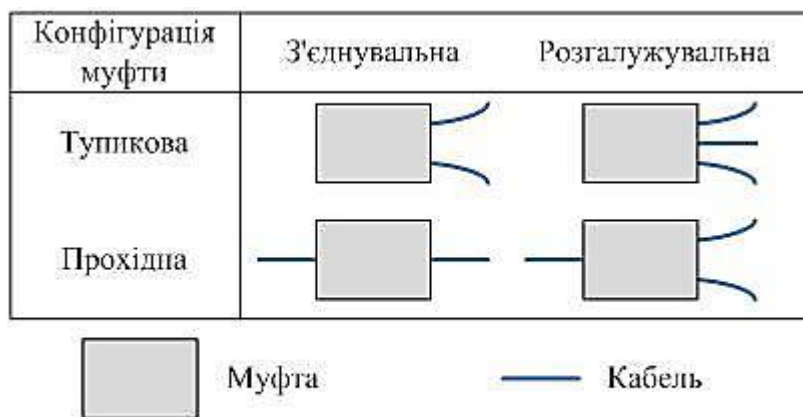 Конфігурація
муфти
З'єднувальна
Розгалужувальна
Тупикова
Прохідна
Муфта
Кабель